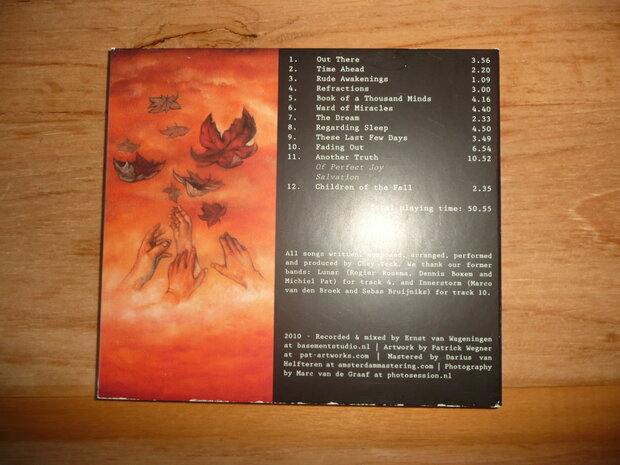 1. Out There 3.56
2. Time Ahead 2.20
3. Rude Awakenings 1.09
4. Refractions 3.00
5. Book of a Thousand Minds 4.16
6. Ward of Miracles 4.40
7. The Dream 2.33
8. Regarding Sleep 4.50
9. These Last Few Days 3.49
10. Fading Out 6.54
11. Another Truth 10.52
Of Perfect Joy
Salvation
12. Children of the Fall 2.35
Total playing time: 50.55
All songs written, composed, arranged, performed
and produced by Chey We thank our former
bands: Lunar (Rogier Rosema, Dennis Boxem and
Michiel Pat) for track 4, and Innerstorm (Marco
van den Broek and Sebas Bruijniks) for track 10.
2010 - Recorded & mixed by Ernst van Wageningen
at basementstudio.nl | Artwork by Patrick Wegner
at pst-artworks.com | Mastered by Darius van
Helfteren at amsterdammastering.com | Photography
by Marc van de Graaf at photosession.nl